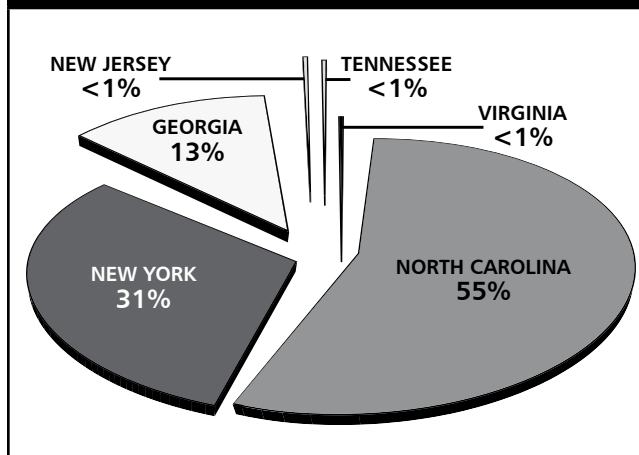 NEW JERSEY
<1%
TENNESSEE
<1%
VIRGINIA
<1%
GEORGIA
13%
NEW YORK
31%
NORTH CAROLINA
55%